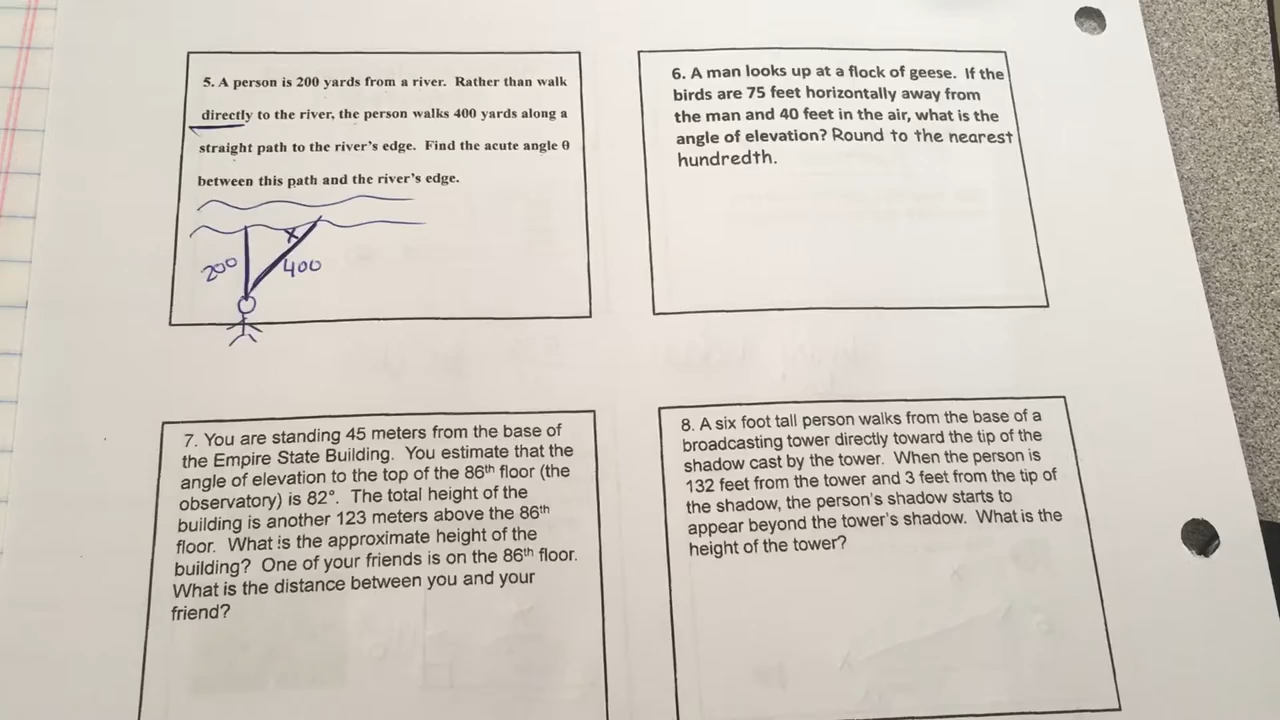 5. A person is 200 yards from a river. Rather than walk
directly to the river, the person walks 400 yards along a
straight path to the river's edge. Find the acute angle θ
between this path and the river's edge.
x
200
400
6. A man looks up at a flock of geese. If the
birds are 75 feet horizontally away from
the man and 40 feet in the air, what is the
angle of elevation? Round to the nearest
hundredth.
7. You are standing 45 meters from the base of
the Empire State Building. You estimate that the
angle of elevation to the top of the 86th floor (the
observatory) is 82°. The total height of the
building is another 123 meters above the 86th
floor. What is the approximate height of the
building? One of your friends is on the 86th floor.
What is the distance between you and your
friend?
8. A six foot tall person walks from the base of a
broadcasting tower directly toward the tip of the
shadow cast by the tower. When the person is
132 feet from the tower and 3 feet from the tip of
the shadow, the person's shadow starts to
appear beyond the tower's shadow. What is the
height of the tower?